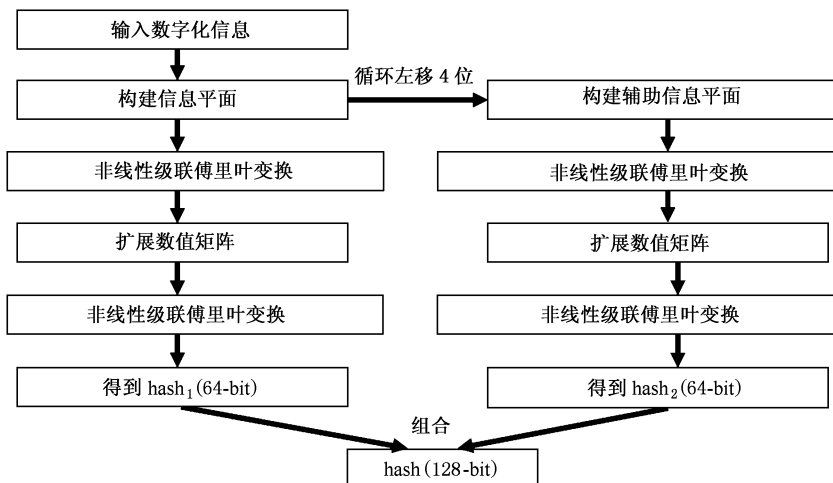 输入数字化信息
循环左移 4 位
构建信息平面
构建辅助信息平面
非线性级联傅里叶变换
非线性级联傅里叶变换
扩展数值矩阵
扩展数值矩阵
非线性级联傅里叶变换
非线性级联傅里叶变换
得到 hash₁(64-bit)
得到 hash₂(64-bit)
组合
hash(128-bit)